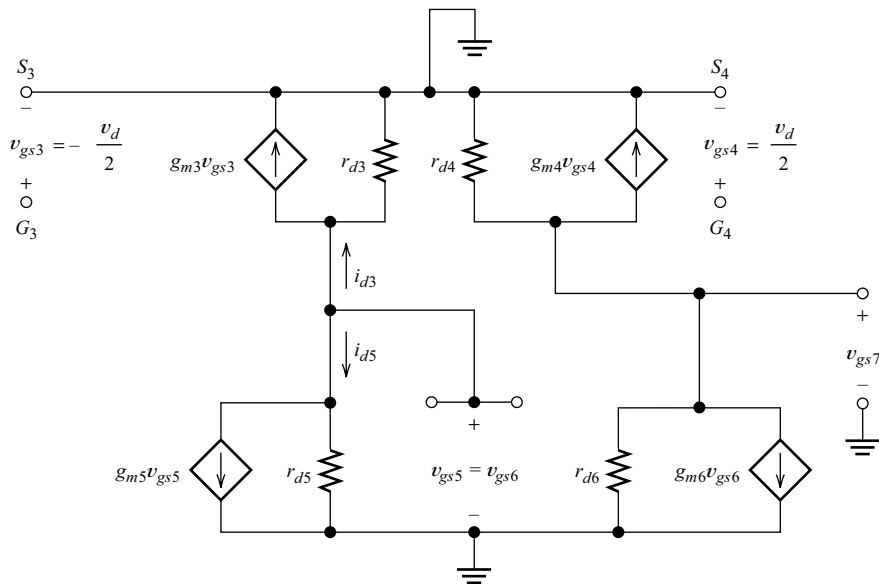 S3 S4
vgs3 = – vd/2
gm3vgs3 rd3 rd4 gm4vgs4
vgs4 = vd/2
–
+
G3
–
+
G4
id3
id5
+
vgs7
–
gm5vgs5 rd5
+
vgs5 = vgs6
–
rd6 gm6vgs6